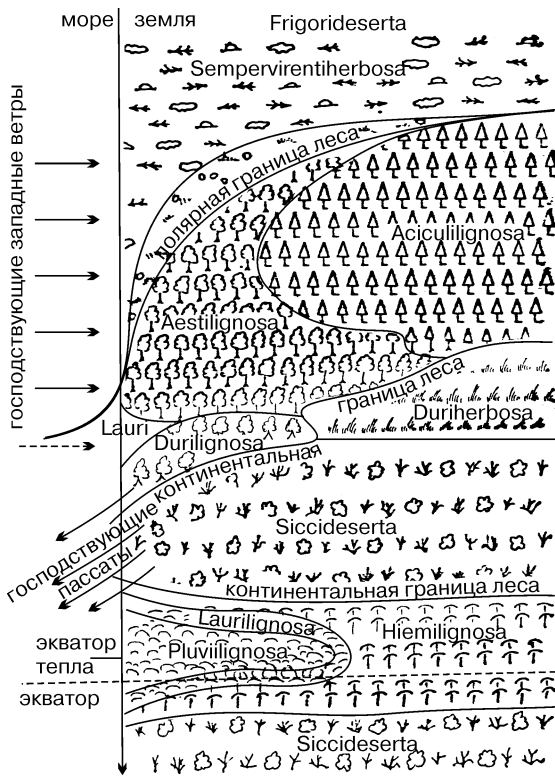 море
земля
Frigorideserta
Sempervirentiherbosa
господствующие западные ветры
полярная граница леса
Aciculilignosa
Aestilignosa
граница леса
Lauri
Duriherbosa
Durilignosa
континентальная
господствующие
пассаты
Siccideserta
континентальная граница леса
Laurilignosa
Hiemilignosa
экватор
тепла
Pluviilignosa
экватор
Siccideserta